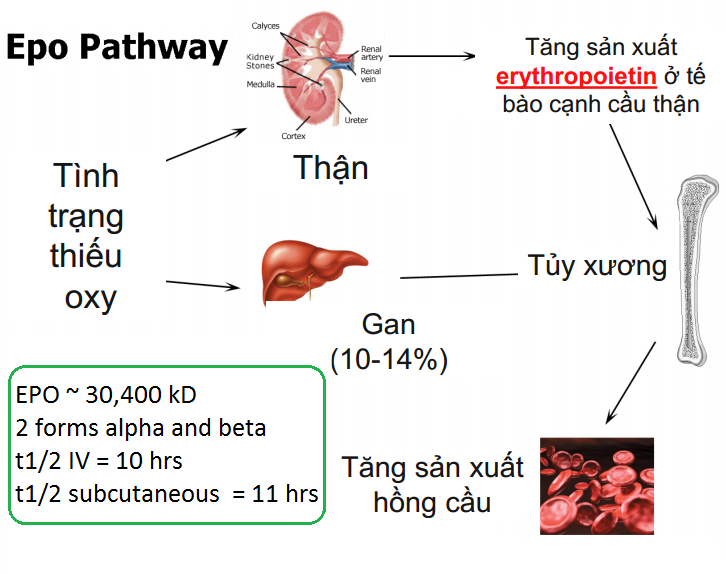 Epo Pathway
Calyces
Kidney
Stones
Medulla
Cortex
Renal
artery
Renal
vein
Ureter
Thận
Tăng sản xuất
erythropoietin ở tế
bào cạnh cầu thận
Tình
trạng
thiếu
oxy
Gan
(10-14%)
Tủy xương
EPO ~ 30,400 kD
2 forms alpha and beta
t1/2 IV = 10 hrs
t1/2 subcutaneous = 11 hrs
Tăng sản xuất
hồng cầu